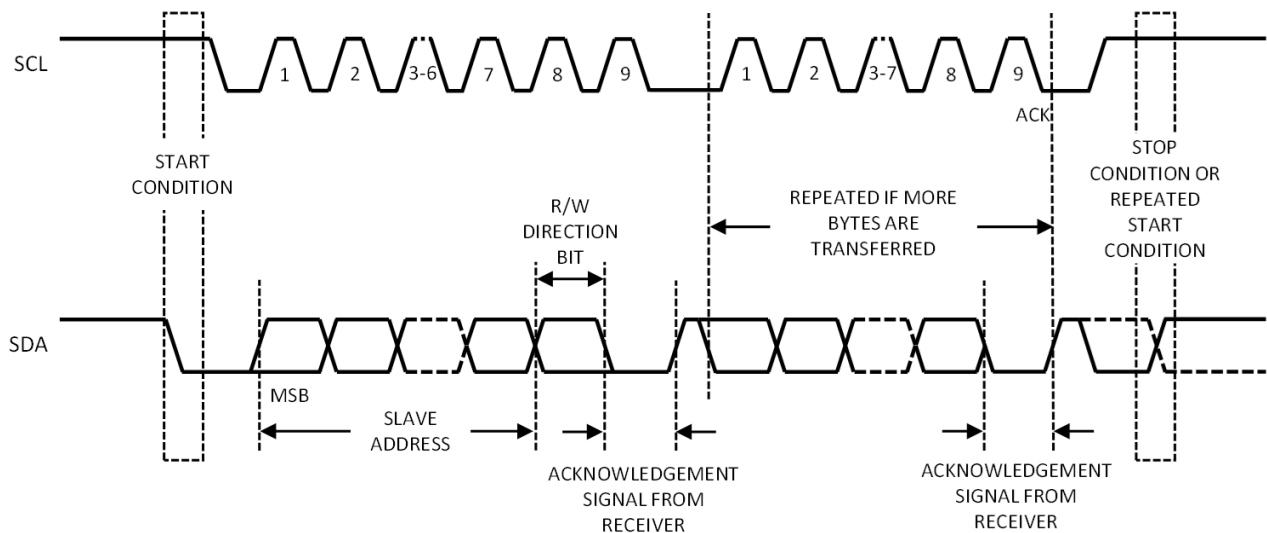 SCL
1
2
3-6
7
8
9
1
2
3-7
8
9
ACK
START
CONDITION
R/W
DIRECTION
BIT
REPEATED IF MORE
BYTES ARE
TRANSFERRED
STOP
CONDITION OR
REPEATED
START
CONDITION
SDA
MSB
SLAVE
ADDRESS
ACKNOWLEDGEMENT
SIGNAL FROM
RECEIVER
ACKNOWLEDGEMENT
SIGNAL FROM
RECEIVER